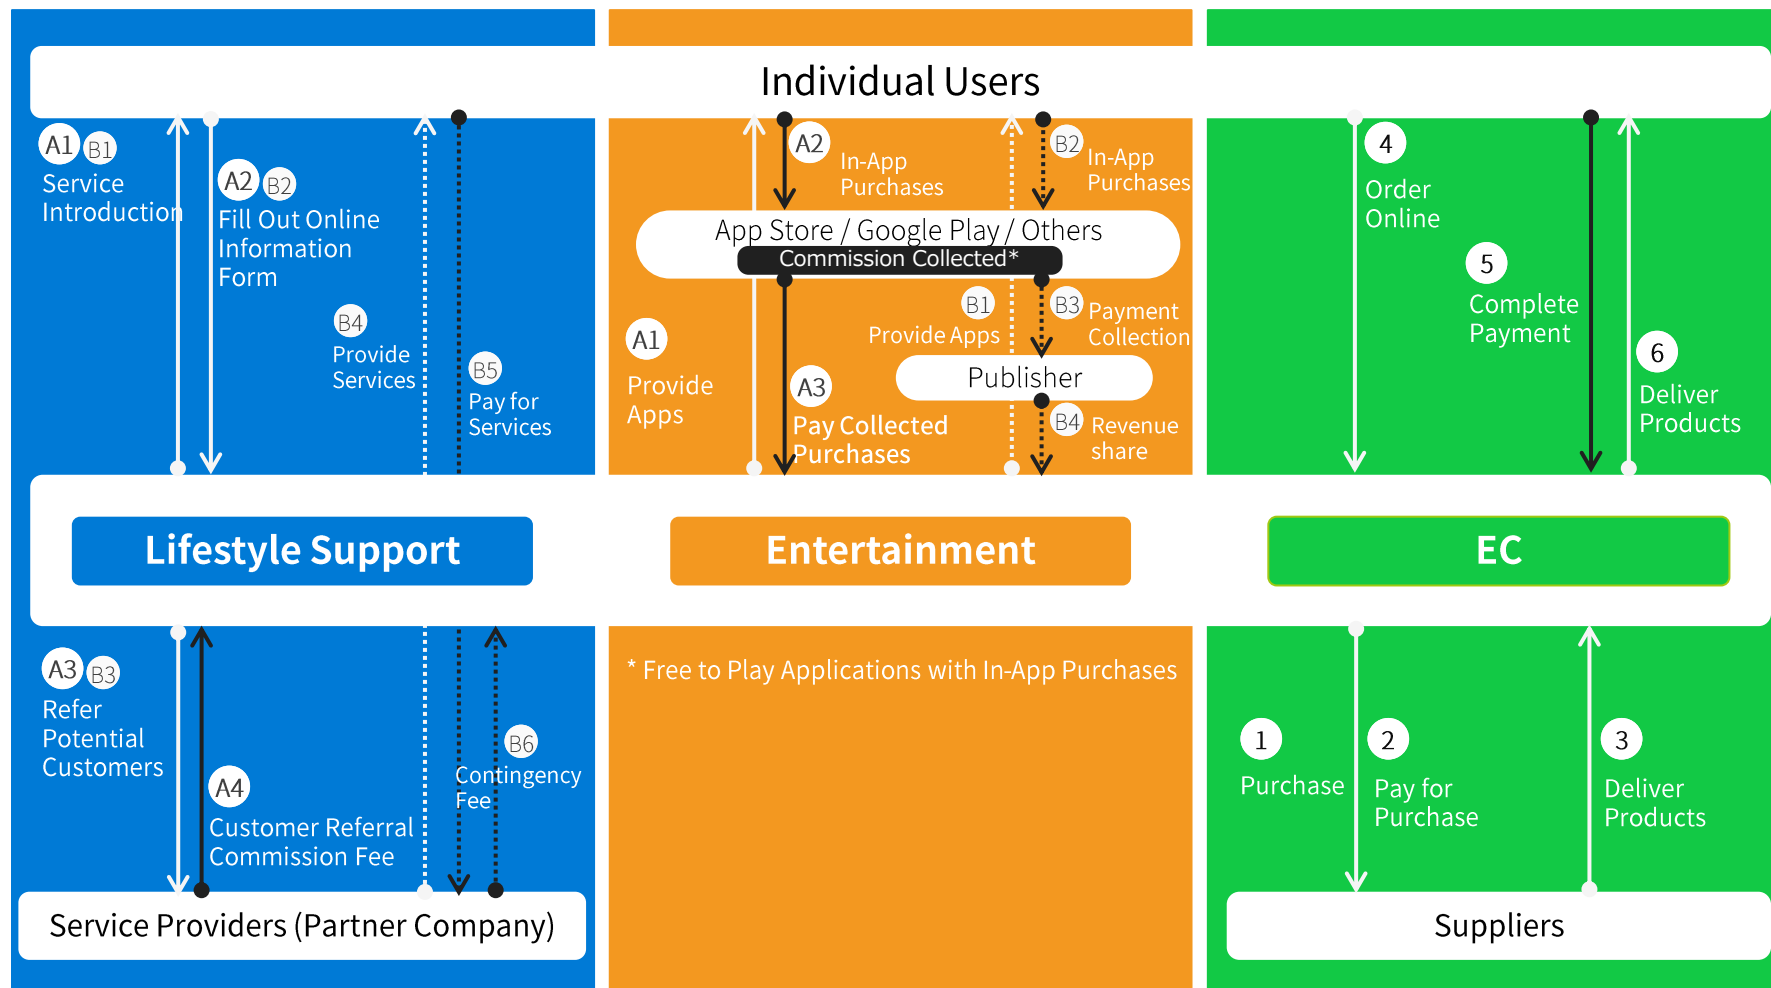 Individual Users
A1 B1
Service
Introduction
A2 B2
Fill Out Online
Information
Form
B4
Provide
Services
B5
Pay for
Services
A2
In-App
Purchases
B2
In-App
Purchases
App Store / Google Play / Others
Commission Collected*
A1
Provide
Apps
B1
Provide Apps
B3
Payment
Collection
Publisher
A3
Pay Collected
Purchases
B4
Revenue
share
4
Order
Online
5
Complete
Payment
6
Deliver
Products
Lifestyle Support
Entertainment
EC
A3 B3
Refer
Potential
Customers
A4
Customer Referral
Commission Fee
B6
Contingency
Fee
Service Providers (Partner Company)
* Free to Play Applications with In-App Purchases
1
Purchase
2
Pay for
Purchase
3
Deliver
Products
Suppliers